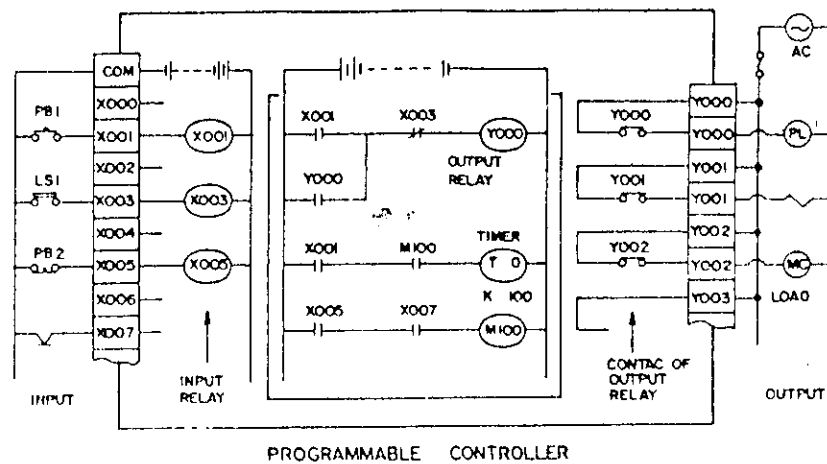 COM
X000
PB1
X001
X001
X002
LS1
X003
X003
X004
PB2
X005
X005
X006
X007
INPUT
INPUT
RELAY
X001
X003
Y000
OUTPUT
RELAY
Y000
X001
M100
TIMER
T 0
K 100
X005
X007
M100
AC
Y000
Y000
Y000
PL
Y001
Y001
Y001
Y002
Y002
Y002
MC
LOAD
Y003
CONTAC OF
OUTPUT
RELAY
OUTPUT
PROGRAMMABLE CONTROLLER